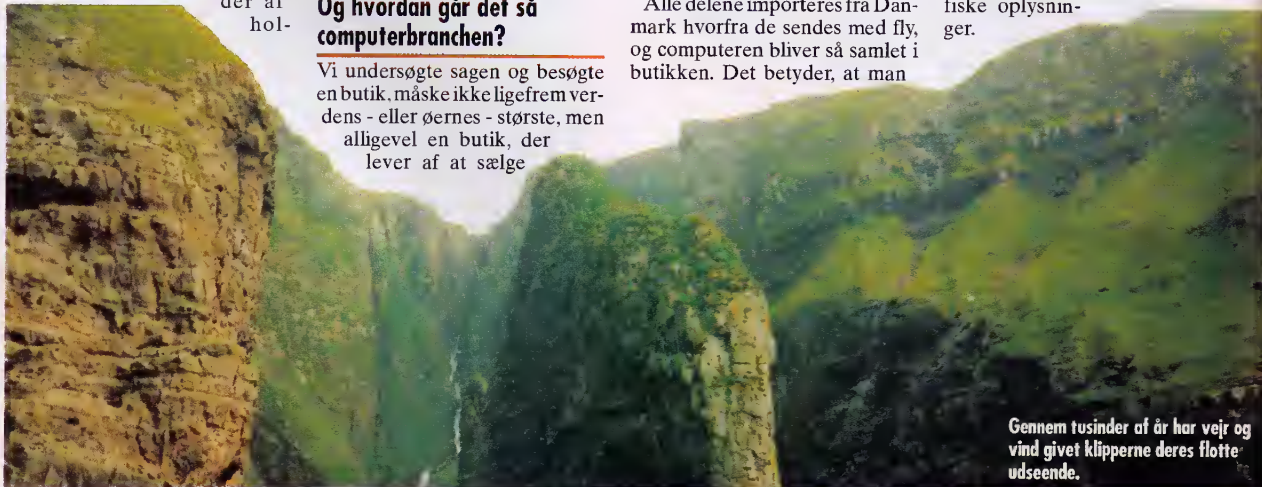 der af
hol-
Og hvordan går det så
computerbranchen?
Vi undersøgte sagen og besøgte
en butik, måske ikke ligefrem ver-
dens - eller øernes - største, men
alligevel en butik, der
lever af at sælge
Alle delene importeres fra Dan-
mark hvorfra de sendes med fly,
og computeren bliver så samlet i
butikken. Det betyder, at man
fiske oplysnin-
ger.
Gennem tusinder af år har vejr og
vind givet klipperne deres flotte
udseende.